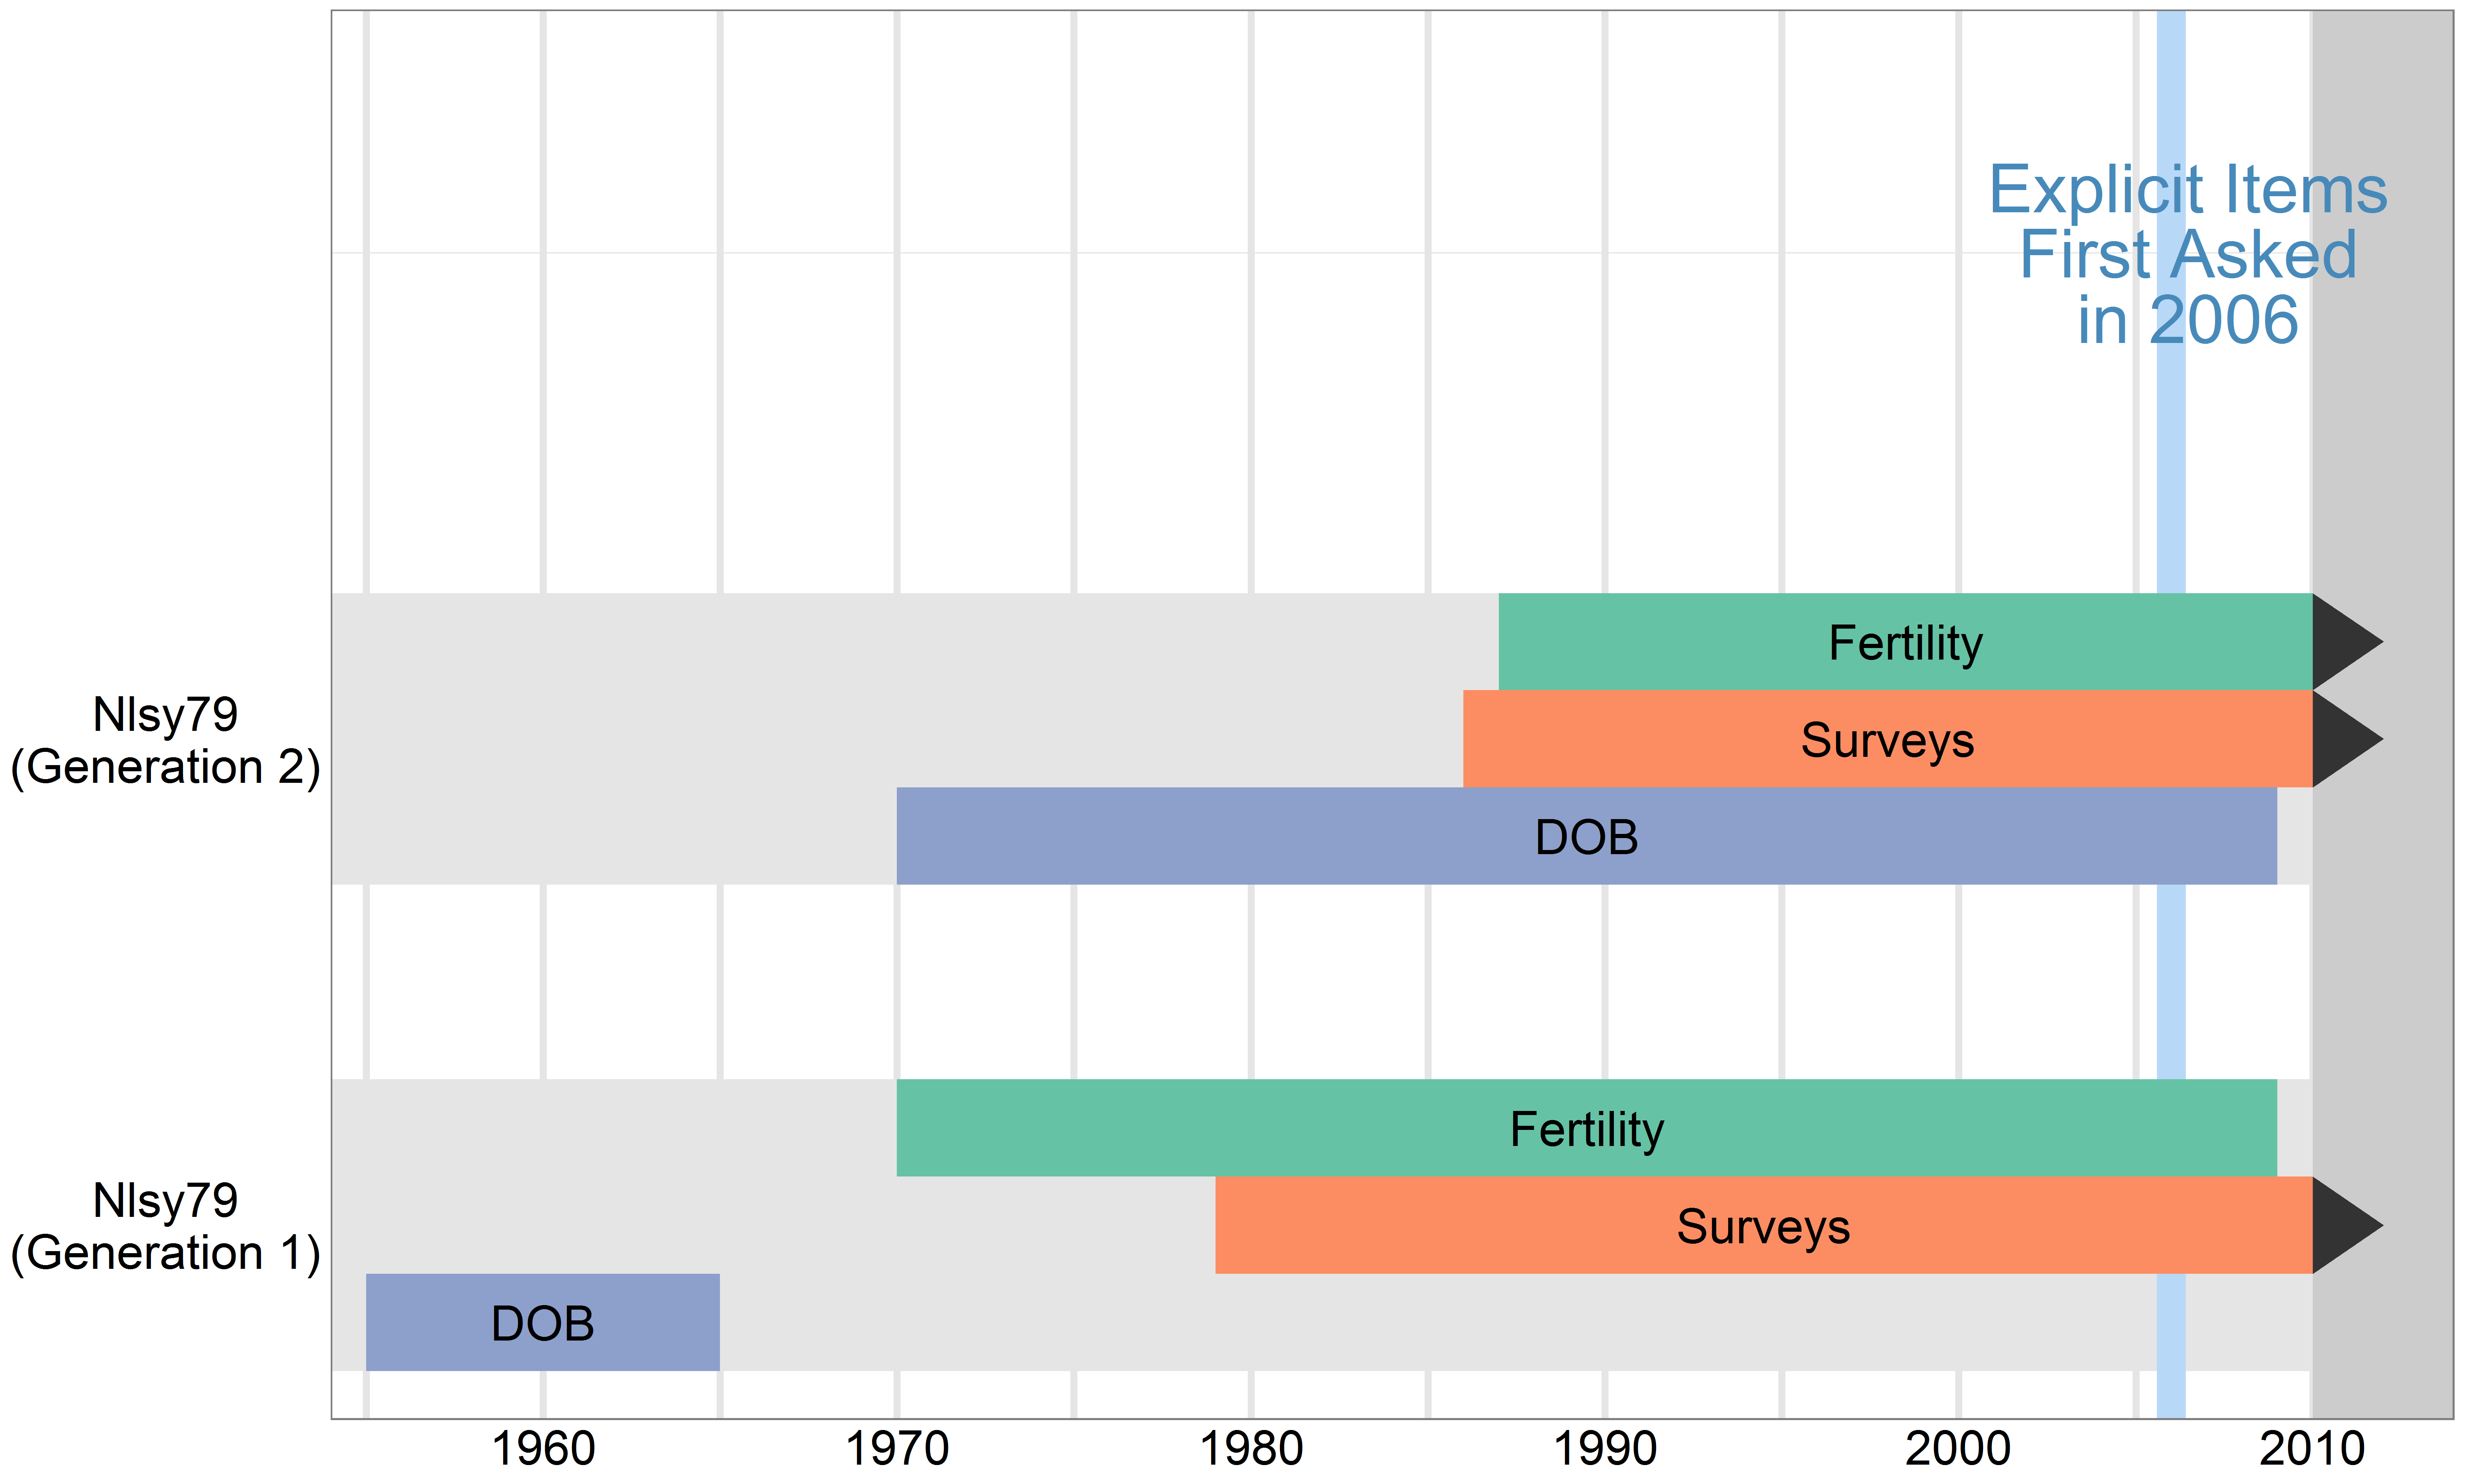 Explicit Items
First Asked
in 2006
Fertility
Nlsy79
(Generation 2)
Surveys
DOB
Fertility
Nlsy79
(Generation 1)
Surveys
DOB
1960 1970 1980 1990 2000 2010